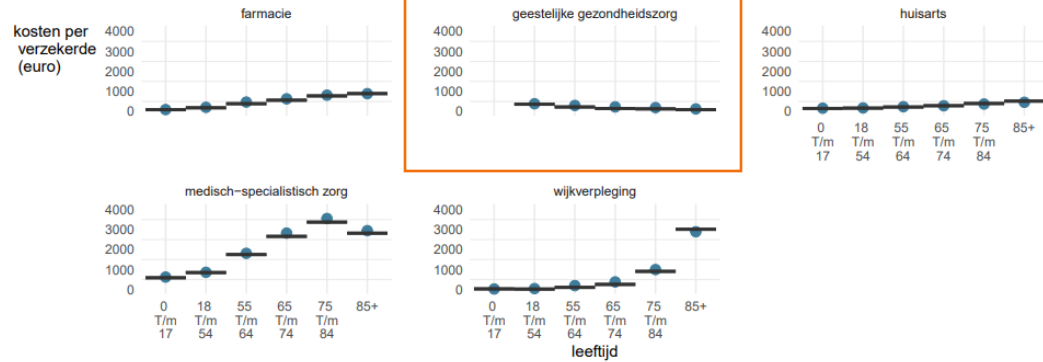 farmacie
geestelijke gezondheidszorg
huisarts
kosten per
verzekerde
(euro)
4000
3000
2000
1000
0
4000
3000
2000
1000
0
4000
3000
2000
1000
0
0 18 55 65 75 85+
T/m T/m T/m T/m T/m
17 54 64 74 84
medisch−specialistisch zorg
wijkverpleging
4000
3000
2000
1000
0
4000
3000
2000
1000
0
0 18 55 65 75 85+
T/m T/m T/m T/m T/m
17 54 64 74 84
0 18 55 65 75 85+
T/m T/m T/m T/m T/m
17 54 64 74 84
leeftijd